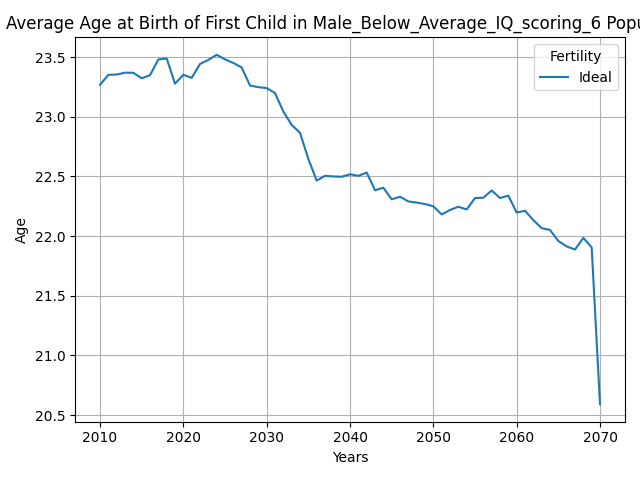 Average Age at Birth of First Child in Male_Below_Average_IQ_scoring_6 Popu
Fertility
Ideal
23.5
23.0
22.5
22.0
21.5
21.0
20.5
Age
2010 2020 2030 2040 2050 2060 2070
Years